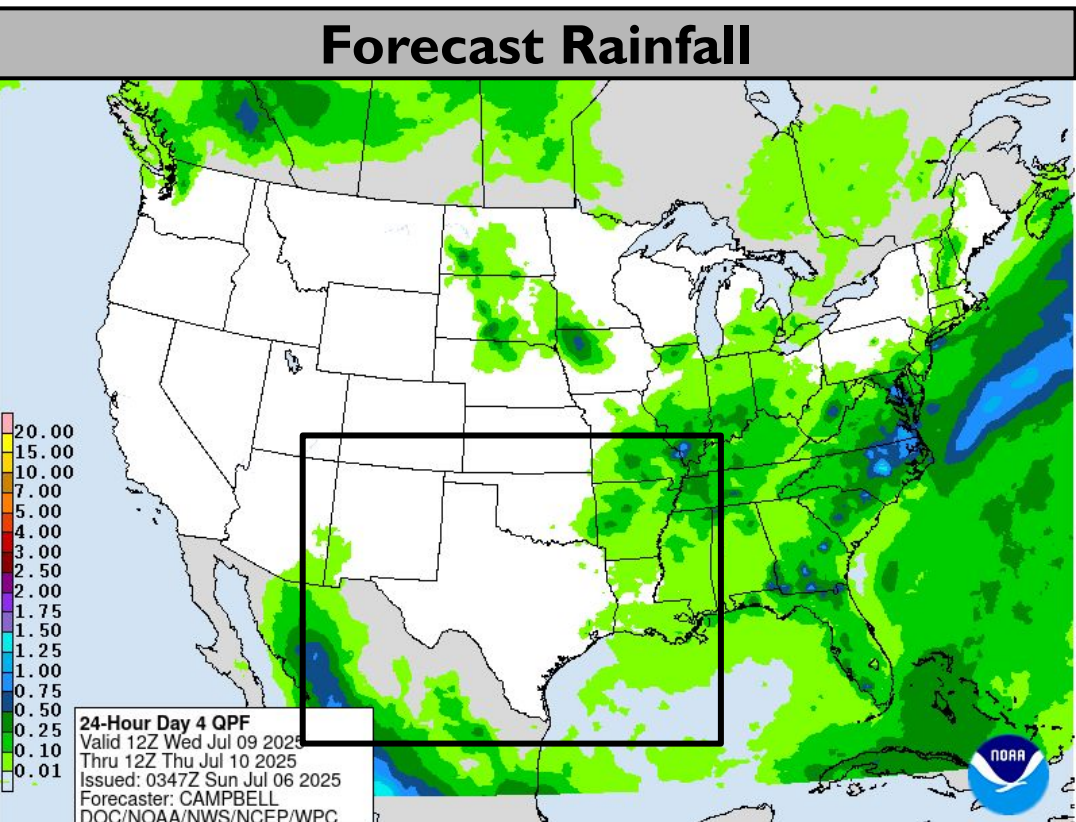 Forecast Rainfall
20.00
15.00
10.00
7.00
5.00
4.00
3.00
2.50
2.00
1.75
1.50
1.25
1.00
0.75
0.50
0.25
0.10
0.01
24-Hour Day 4 QPF
Valid 12Z Wed Jul 09 2025
Thru 12Z Thu Jul 10 2025
Issued: 0347Z Sun Jul 06 2025
Forecaster: CAMPBELL
DOC/NOAA/NWS/NCEP/WPC
NOAA